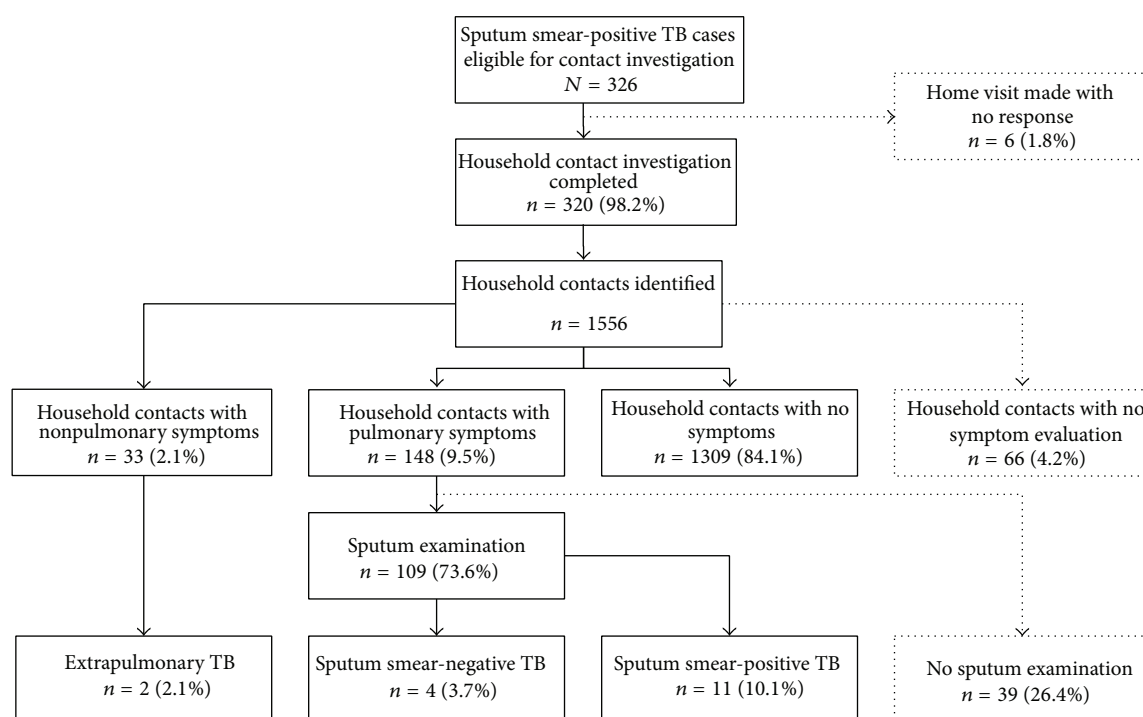 Sputum smear-positive TB cases
eligible for contact investigation
N = 326
Home visit made with
no response
n = 6 (1.8%)
Household contact investigation
completed
n = 320 (98.2%)
Household contacts identified
n = 1556
Household contacts with
nonpulmonary symptoms
n = 33 (2.1%)
Household contacts with
pulmonary symptoms
n = 148 (9.5%)
Household contacts with no
symptoms
n = 1309 (84.1%)
Household contacts with no
symptom evaluation
n = 66 (4.2%)
Sputum examination
n = 109 (73.6%)
Extrapulmonary TB
n = 2 (2.1%)
Sputum smear-negative TB
n = 4 (3.7%)
Sputum smear-positive TB
n = 11 (10.1%)
No sputum examination
n = 39 (26.4%)